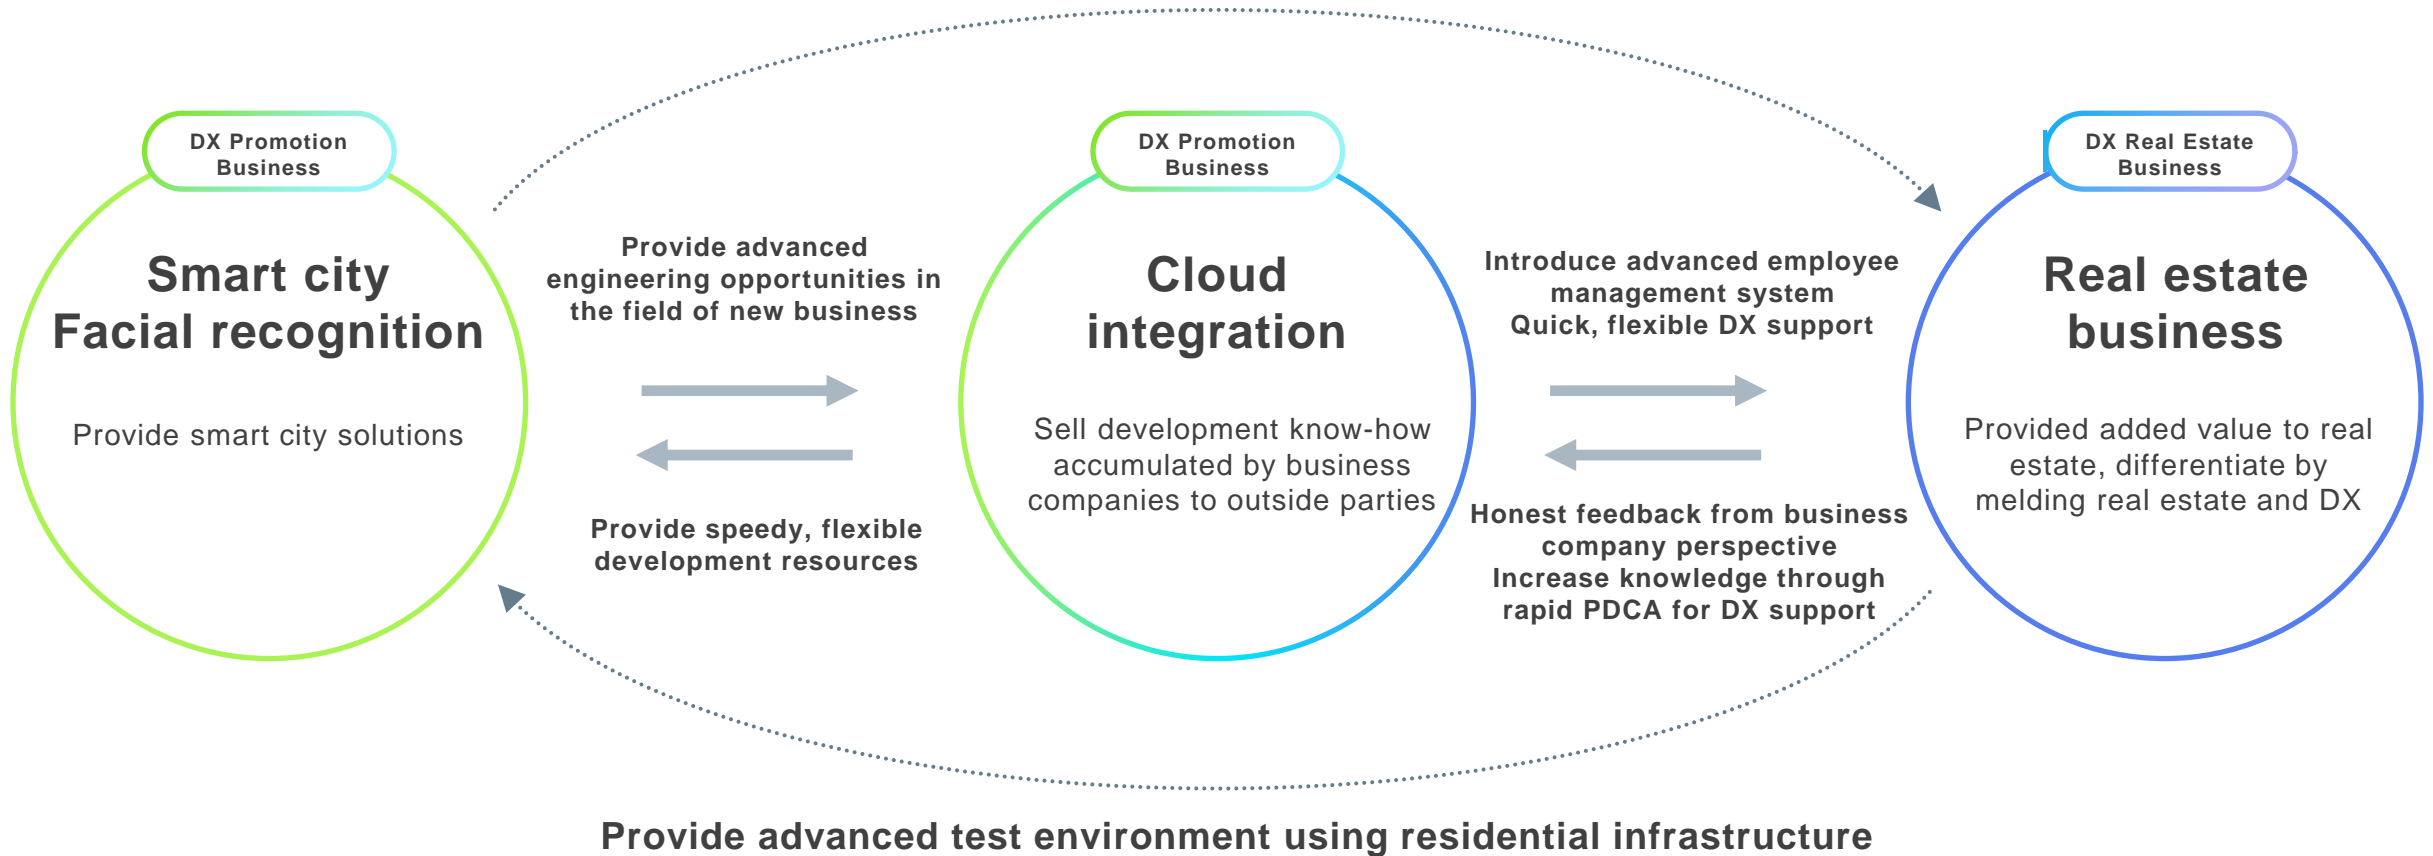 DX Promotion
Business
Smart city
Facial recognition
Provide smart city solutions
Provide advanced
engineering opportunities in
the field of new business
Provide speedy, flexible
development resources
DX Promotion
Business
Cloud
integration
Sell development know-how
accumulated by business
companies to outside parties
Introduce advanced employee
management system
Quick, flexible DX support
Honest feedback from business
company perspective
Increase knowledge through
rapid PDCA for DX support
DX Real Estate
Business
Real estate
business
Provided added value to real
estate, differentiate by
melding real estate and DX
Provide advanced test environment using residential infrastructure